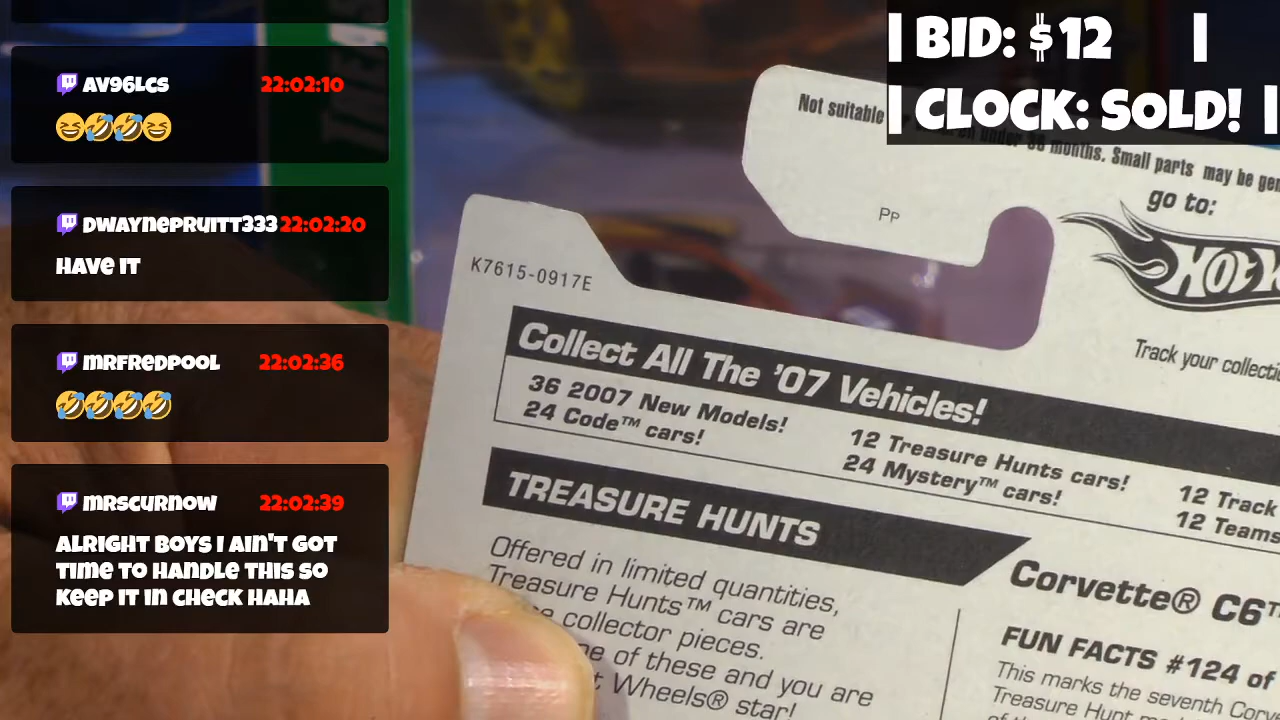 AV96LCS 22:02:10
😆🤣🤣😆
DWAYNEPRUITT333 22:02:20
HAVE IT
MRFREDPOOL 22:02:36
🤣🤣🤣🤣
MRSCURNOW 22:02:39
ALRIGHT BOYS I AIN'T GOT
TIME TO HANDLE THIS SO
KEEP IT IN CHECK HAHA
| BID: $12 |
| CLOCK: SOLD! |
Not suitable under 36 months. Small parts may be gen
go to:
PP
HOT
Track your collecti
K7615-0917E
Collect All The '07 Vehicles!
36 2007 New Models!
24 Code™ cars!
12 Treasure Hunts cars!
24 Mystery™ cars!
12 Track
12 Teams
TREASURE HUNTS
Offered in limited quantities,
Treasure Hunts™ cars are
collector pieces.
of these and you are
Wheels® star!
Corvette® C6
FUN FACTS #124 of
This marks the seventh Corv
Treasure Hunt